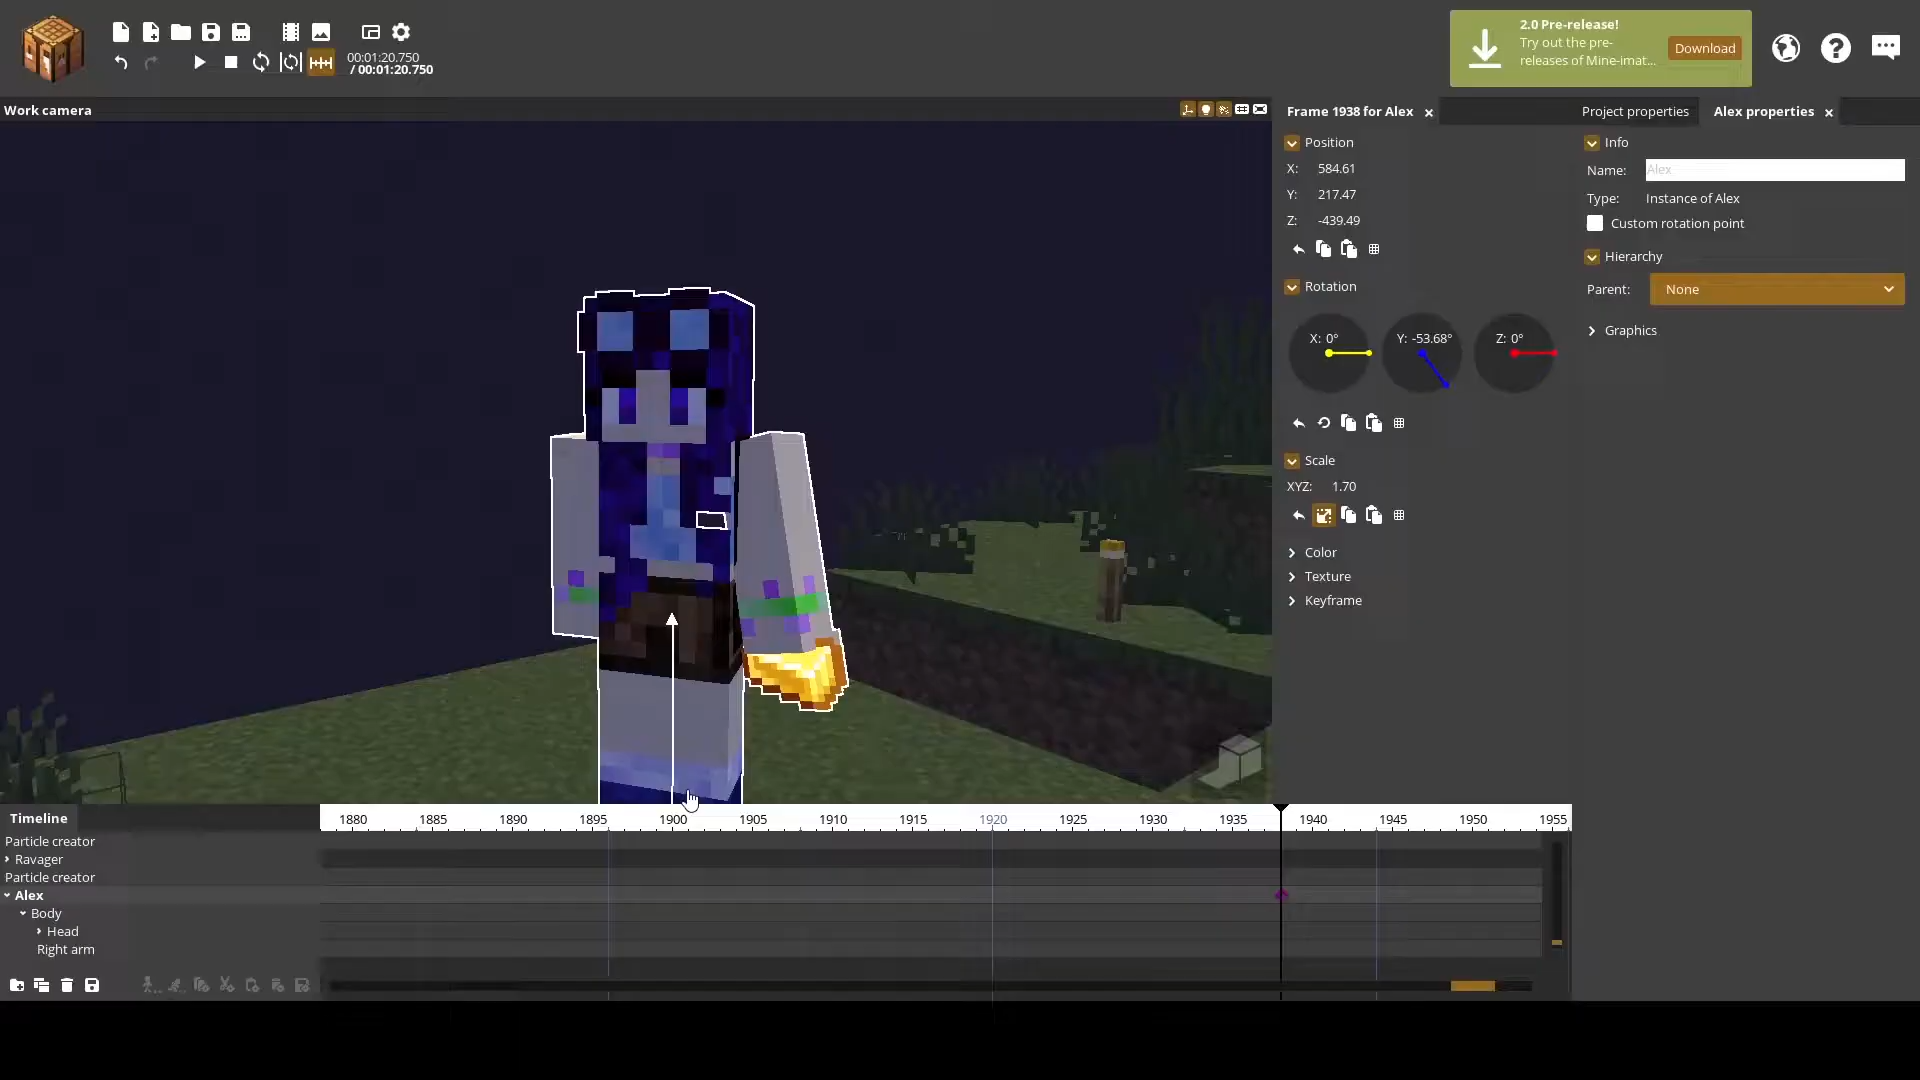 00:01:20.750
/ 00:01:20.750
2.0 Pre-release!
Try out the pre-
releases of Mine-imat...
Download
Work camera
Frame 1938 for Alex
Position
X: 584.61
Y: 217.47
Z: -439.49
Rotation
X: 0° Y: -53.68° Z: 0°
Scale
XYZ: 1.70
Color
Texture
Keyframe
Project properties Alex properties
Info
Name: Alex
Type: Instance of Alex
Custom rotation point
Hierarchy
Parent: None
Graphics
Timeline
1880 1885 1890 1895 1900 1905 1910 1915 1920 1925 1930 1935 1940 1945 1950 1955
Particle creator
Ravager
Particle creator
Alex
Body
Head
Right arm